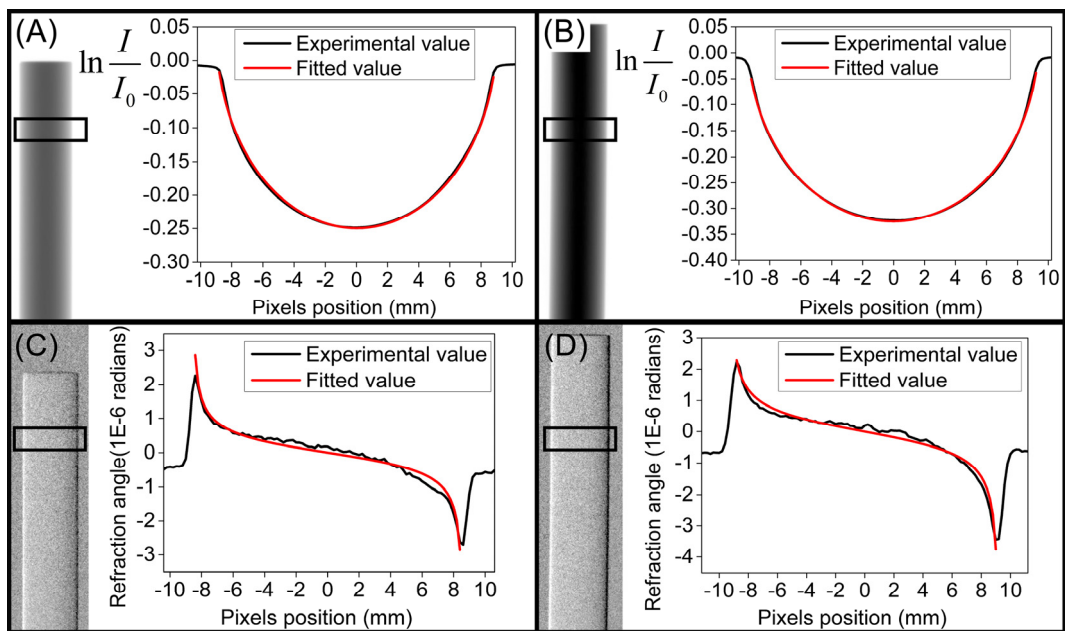 (A)
ln I/I0
0.05
0.00
-0.05
-0.10
-0.15
-0.20
-0.25
-0.30
Experimental value
Fitted value
-10 -8 -6 -4 -2 0 2 4 6 8 10
Pixels position (mm)
(B)
ln I/I0
0.05
0.00
-0.05
-0.10
-0.15
-0.20
-0.25
-0.30
-0.35
-0.40
Experimental value
Fitted value
-10 -8 -6 -4 -2 0 2 4 6 8 10
Pixels position (mm)
(C)
Refraction angle(1E-6 radians)
3
2
1
0
-1
-2
-3
Experimental value
Fitted value
-10 -8 -6 -4 -2 0 2 4 6 8 10
Pixels position (mm)
(D)
Refraction angle (1E-6 radians)
3
2
1
0
-1
-2
-3
-4
Experimental value
Fitted value
-10 -8 -6 -4 -2 0 2 4 6 8 10
Pixels position (mm)